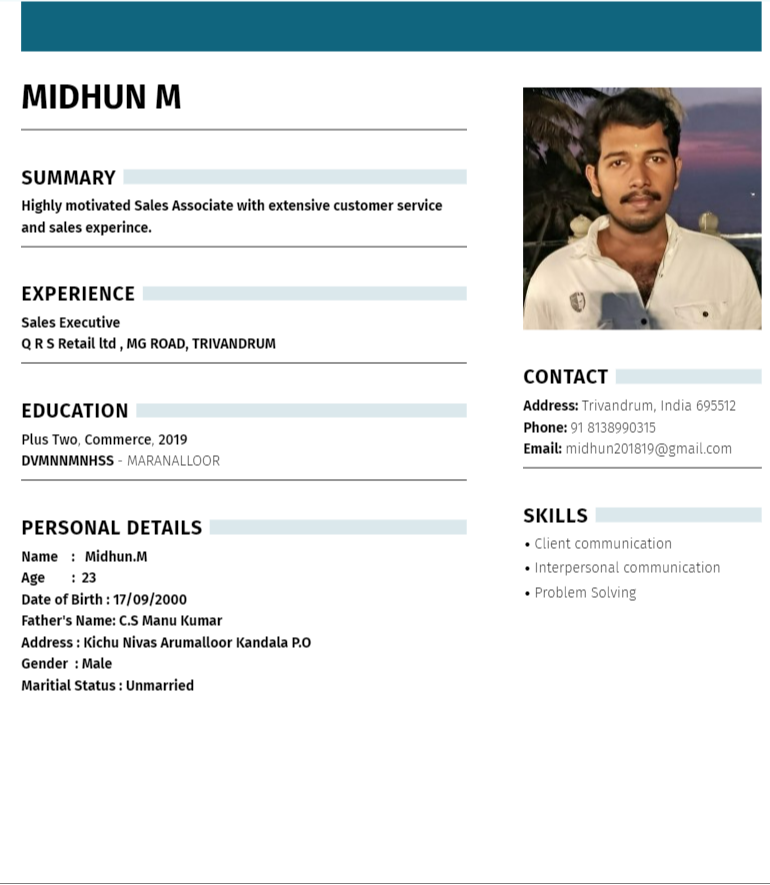 MIDHUN M
SUMMARY
Highly motivated Sales Associate with extensive customer service
and sales experince.
EXPERIENCE
Sales Executive
Q R S Retail ltd , MG ROAD, TRIVANDRUM
EDUCATION
Plus Two, Commerce, 2019
DVMNNMNHSS - MARANALLOOR
PERSONAL DETAILS
Name : Midhun.M
Age : 23
Date of Birth : 17/09/2000
Father's Name: C.S Manu Kumar
Address : Kichu Nivas Arumalloor Kandala P.O
Gender : Male
Maritial Status : Unmarried
CONTACT
Address: Trivandrum, India 695512
Phone: 91 8138990315
Email: midhun201819@gmail.com
SKILLS
• Client communication
• Interpersonal communication
• Problem Solving